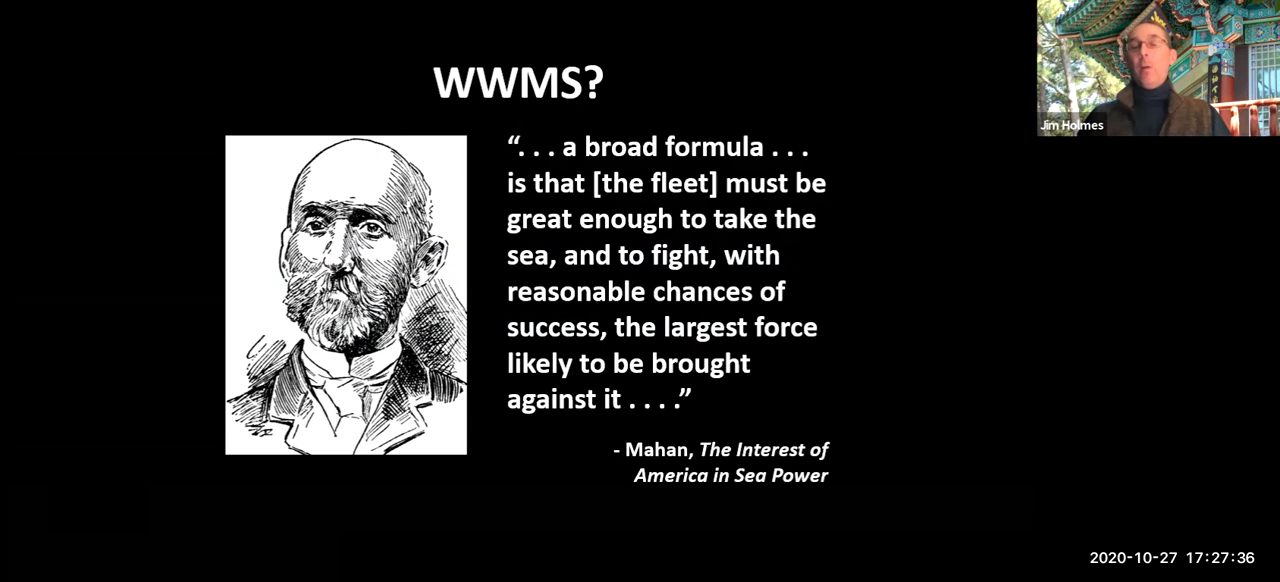 WWMS?
“. . . a broad formula . . .
is that [the fleet] must be
great enough to take the
sea, and to fight, with
reasonable chances of
success, the largest force
likely to be brought
against it . . . .”
- Mahan, The Interest of
America in Sea Power
Jim Holmes
2020-10-27 17:27:36